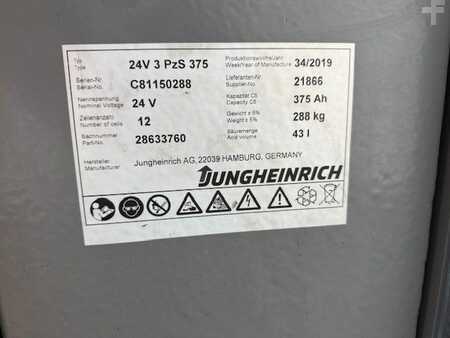 Typ
Type 24V 3 PzS 375
Produktionswoche/Jahr
Week/Year of Manufacture 34/2019
Serien-Nr.
Serial-No. C81150288
Lieferanten-Nr.
Supplier-No. 21866
Nennspannung
Nominal Voltage 24 V
Kapazität C5
Capacity C5 375 Ah
Zellenanzahl
Number of cells 12
Gewicht ± 5%
Weight ± 5% 288 kg
Sachnummer
Part-No. 28633760
Säuremenge
Acid volume 43 l
Hersteller
Manufacturer Jungheinrich AG, 22039 HAMBURG, GERMANY
JUNGHEINRICH